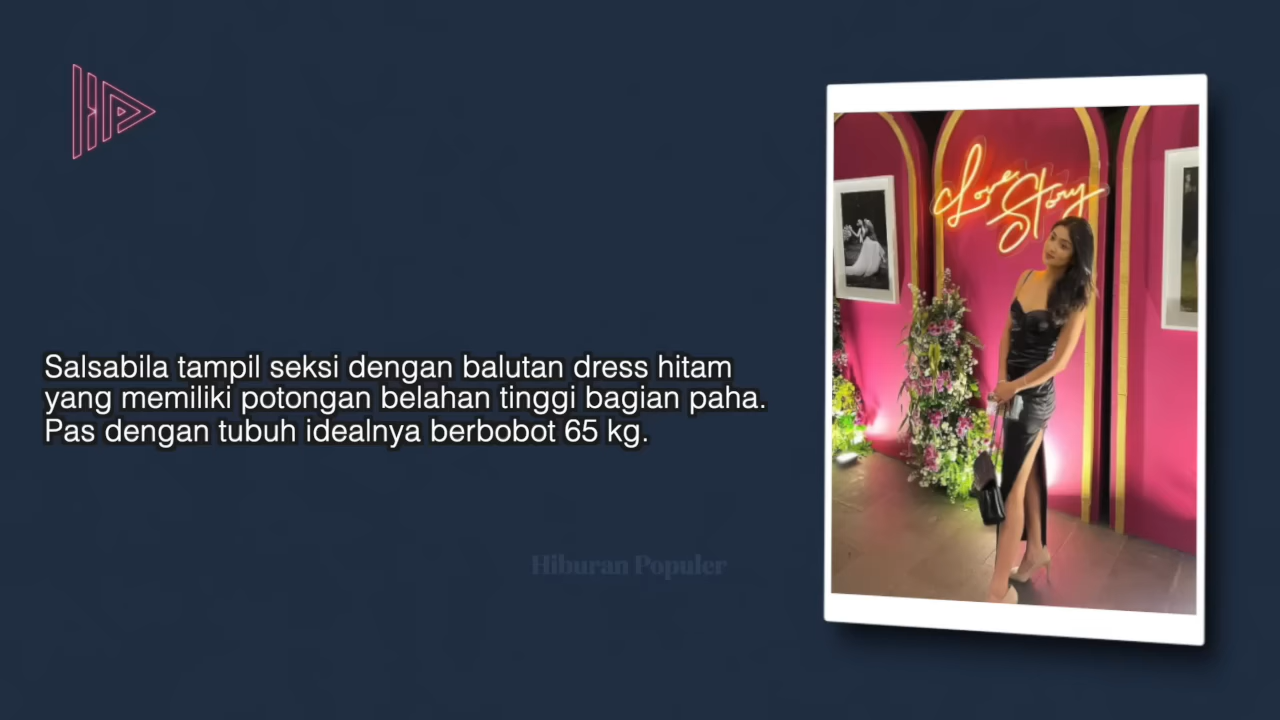 Love
Story
Salsabila tampil seksi dengan balutan dress hitam
yang memiliki potongan belahan tinggi bagian paha.
Pas dengan tubuh idealnya berbobot 65 kg.
Hiburan Populer